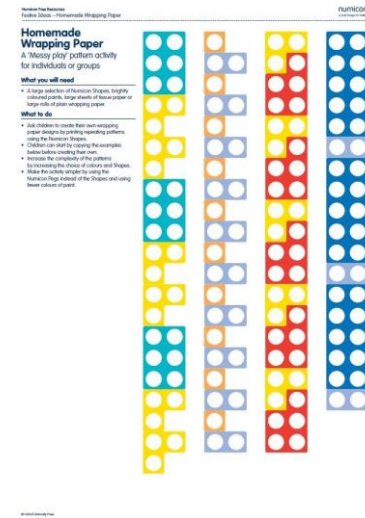 Numicon Free Resources
Festive Ideas – Homemade Wrapping Paper
numicon
Homemade
Wrapping Paper
A 'Messy play' pattern activity
for individuals or groups
What you will need
• A large selection of Numicon Shapes, brightly
coloured paints, large sheets of tissue paper or
large rolls of plain wrapping paper
What to do
• Ask children to create their own wrapping
paper designs by printing repeating patterns
using the Numicon Shapes.
• Children can start by copying the examples
below before creating their own.
• Increase the complexity of the patterns
by increasing the choice of colours and Shapes.
• Make the activity simpler by using the
Numicon Pegs instead of the Shapes and using
fewer colours of paint.